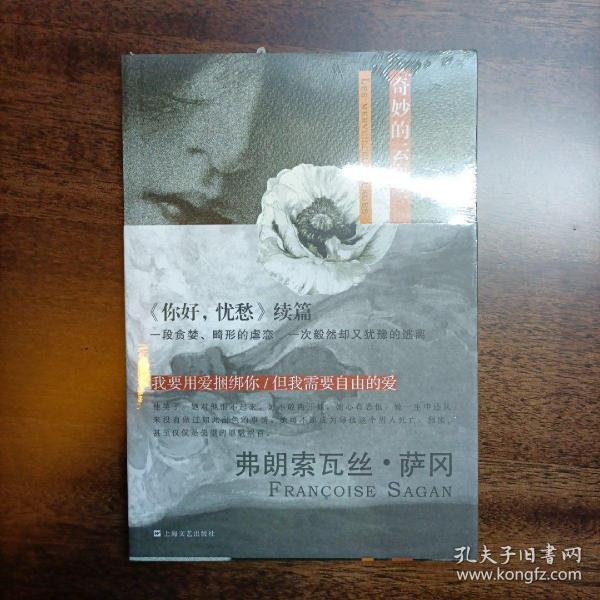 奇妙的云
LES MERVEILLEUX NUAGES
《你好，忧愁》续篇
一段贪婪、畸形的虐恋 一次毅然却又犹豫的逃离
我要用爱捆绑你/但我需要自由的爱
弗朗索瓦丝·萨冈
FRANÇOISE SAGAN
上海文艺出版社
孔夫子旧书网
www.kongfz.com